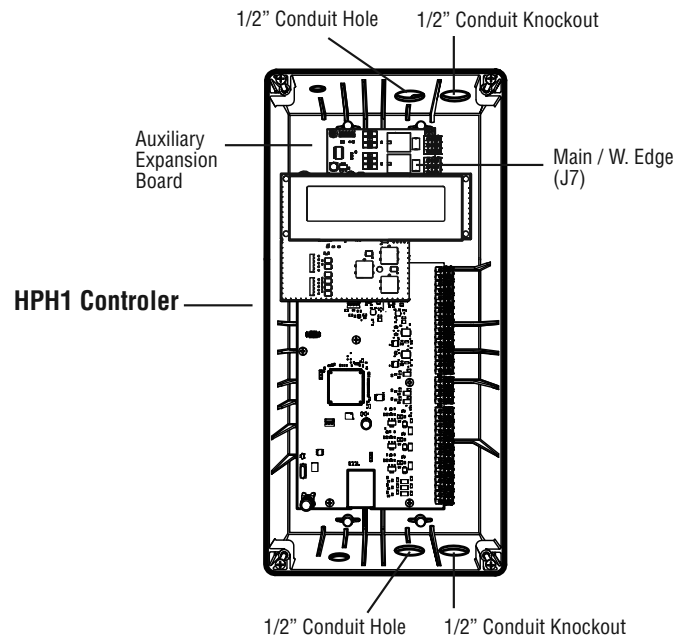 1/2” Conduit Hole 1/2” Conduit Knockout
Auxiliary
Expansion
Board
Main / W. Edge
(J7)
HPH1 Controler
1/2” Conduit Hole 1/2” Conduit Knockout